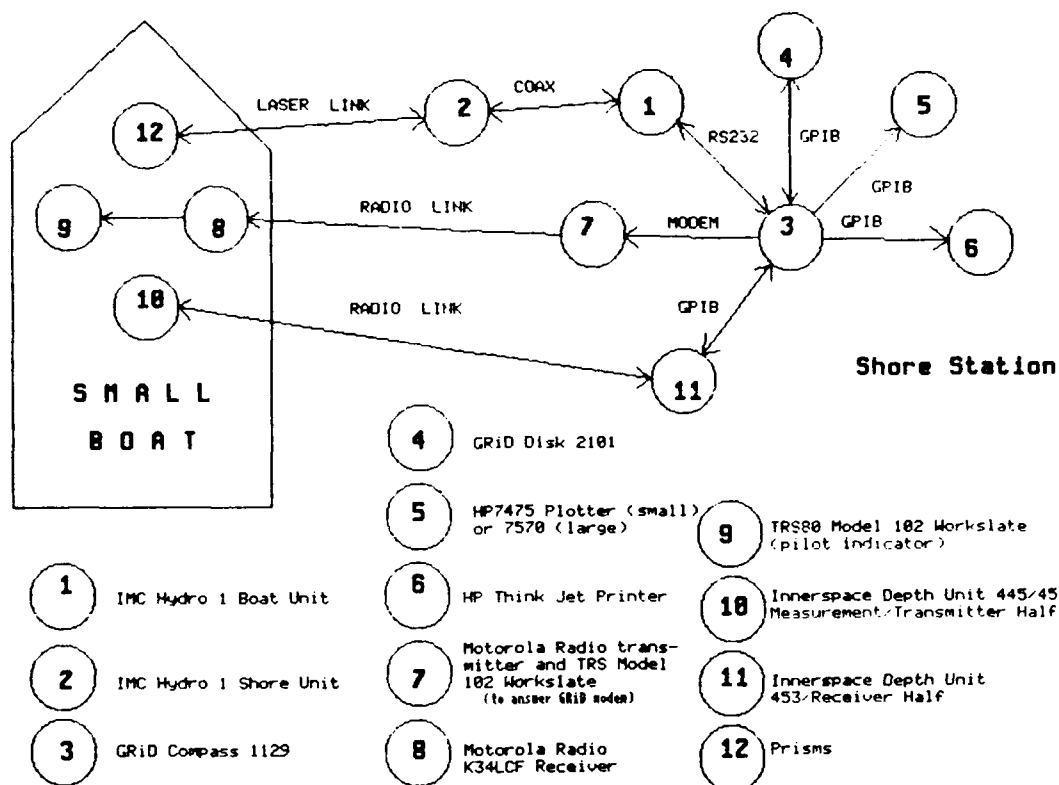 4
5
COAX
2
1
LASER LINK
12
RS232
GPIB
GPIB
RADIO LINK
9
8
7
MODEM
3
GPIB
6
10
RADIO LINK
GPIB
11
Shore Station
SMALL
BOAT
4 GRiD Disk 2101
5 HP7475 Plotter (small)
or 7570 (large)
9 TRS80 Model 102 Workslate
(pilot indicator)
1 IMC Hydro 1 Boat Unit
6 HP Think Jet Printer
10 Innerspace Depth Unit 445/45
Measurement/Transmitter Half
2 IMC Hydro 1 Shore Unit
7 Motorola Radio trans-
mitter and TRS Model
102 Workslate
(to answer GRiD modem)
11 Innerspace Depth Unit
453/Receiver Half
3 GRiD Compass 1129
8 Motorola Radio
K34LCF Receiver
12 Prisms